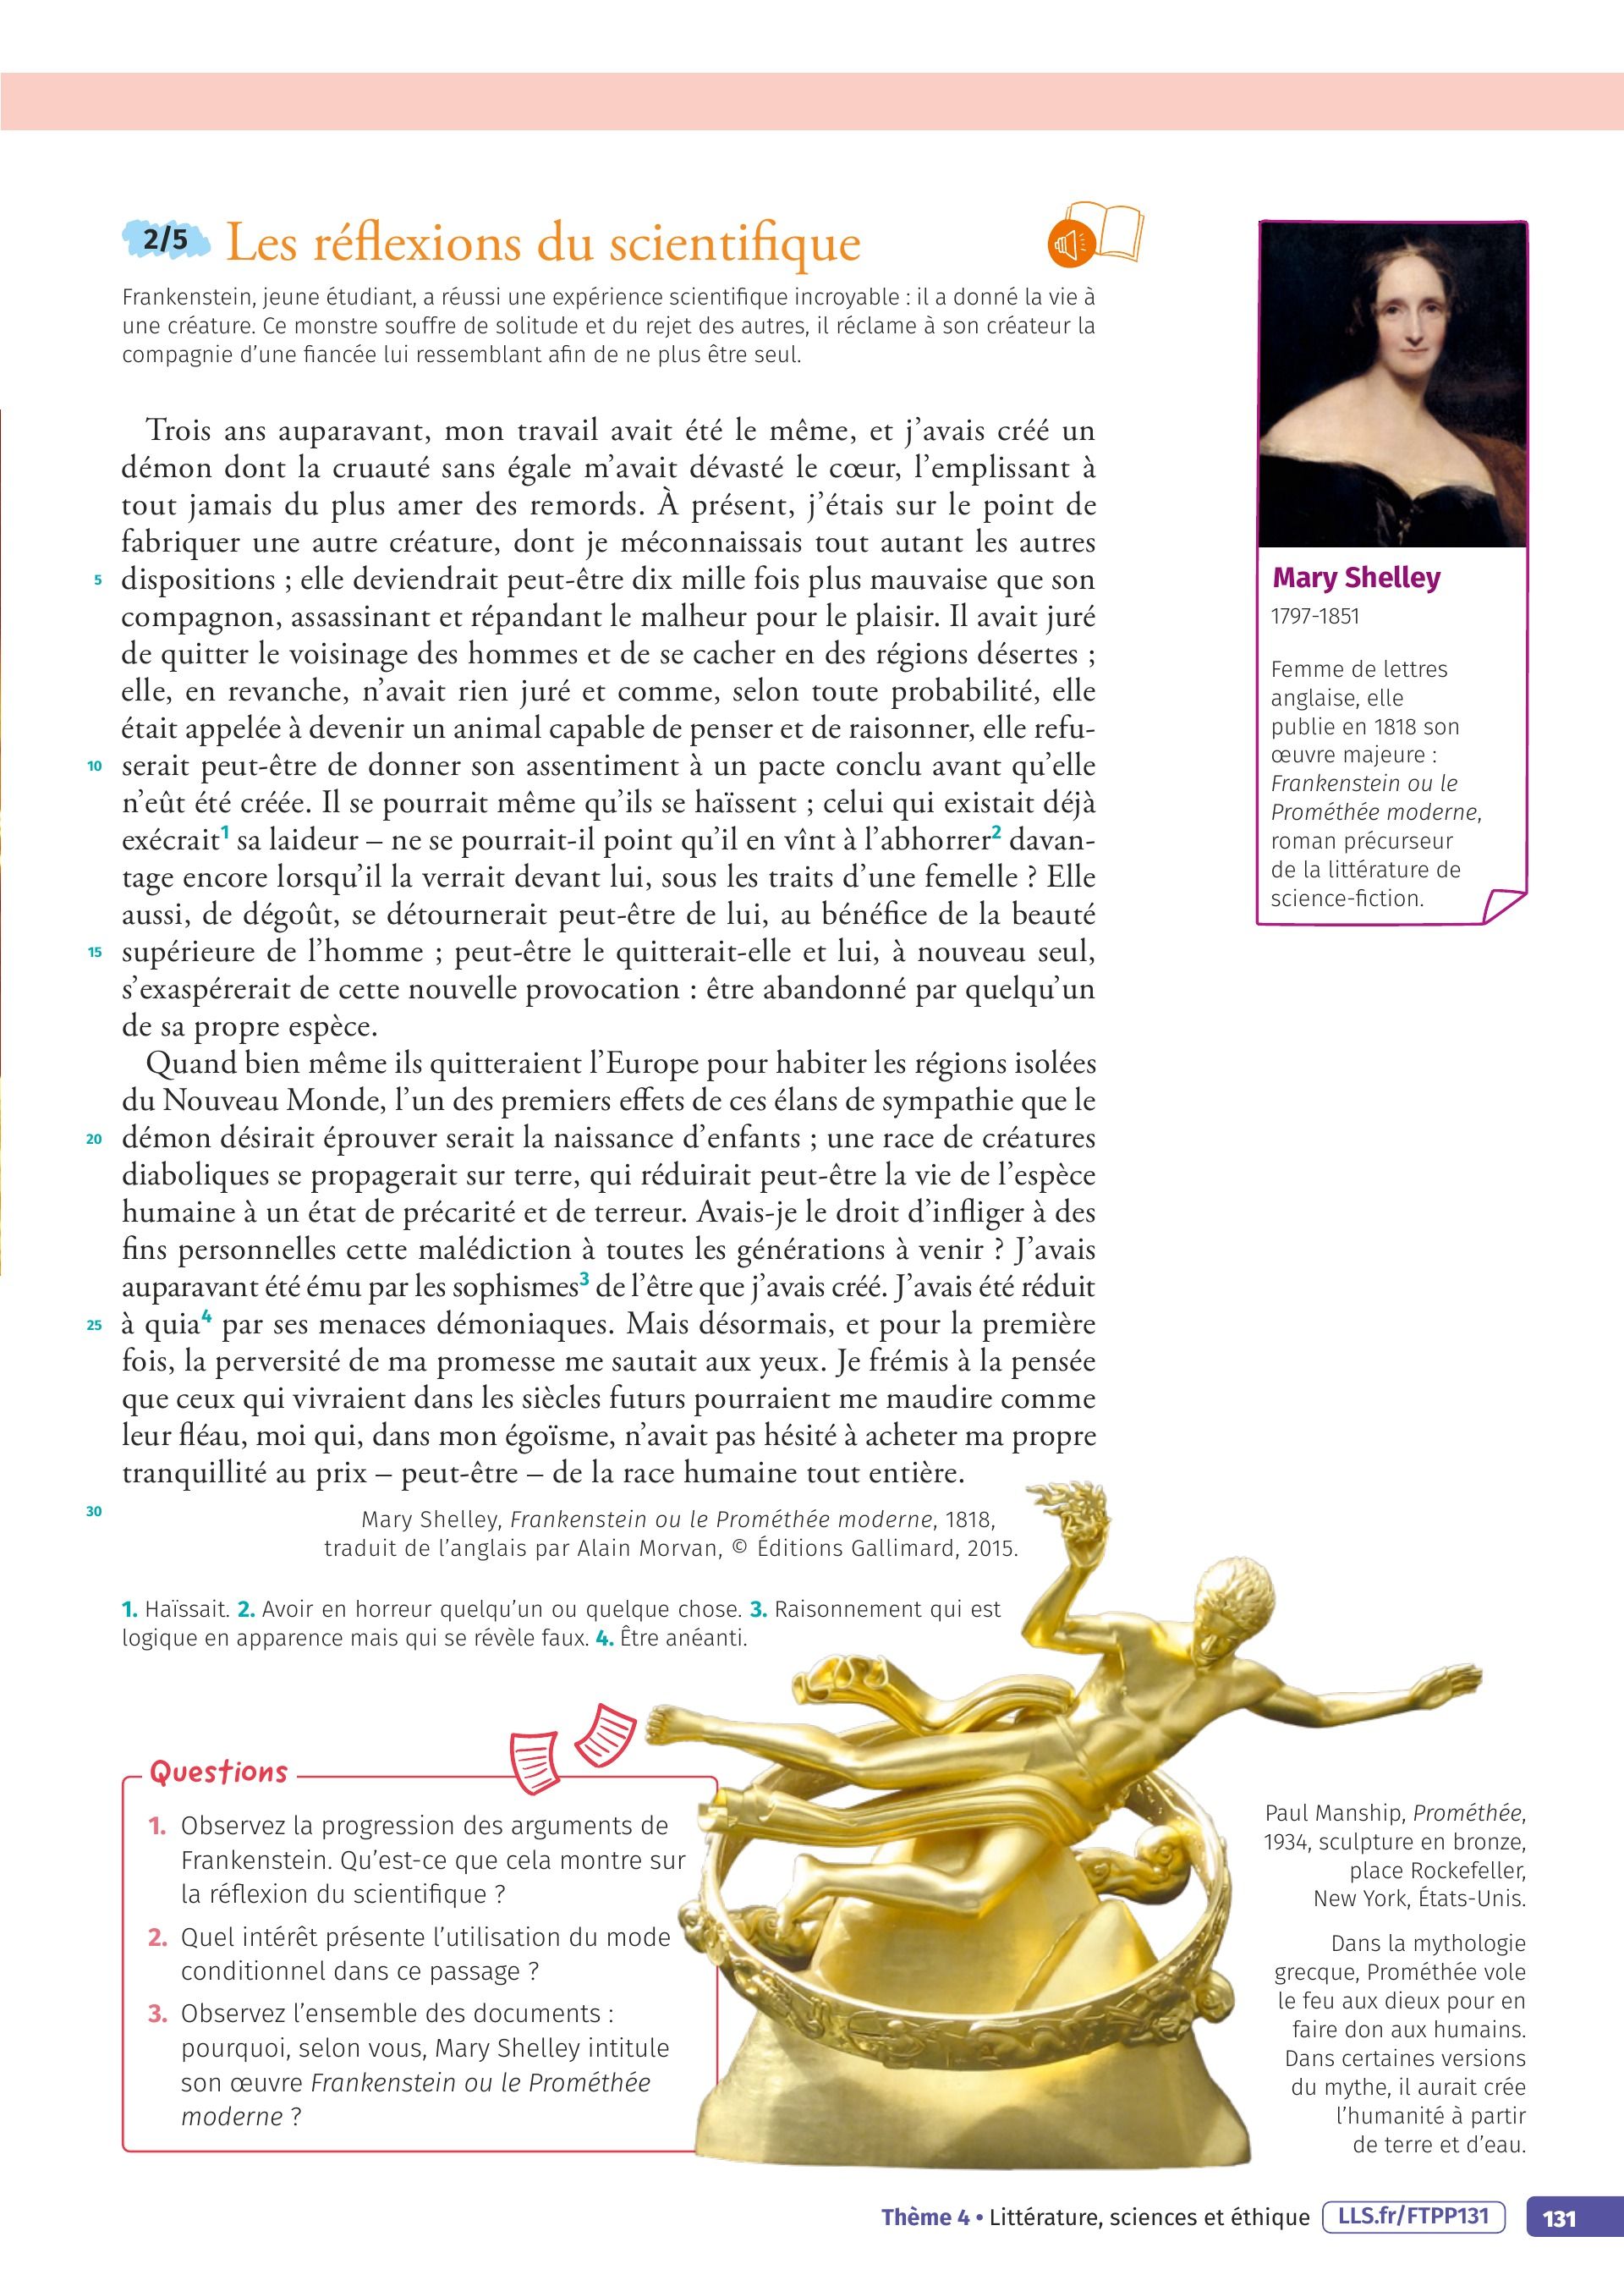 2/5 Les réflexions du scientifique
Frankenstein, jeune étudiant, a réussi une expérience scientifique incroyable : il a donné la vie à
une créature. Ce monstre souffre de solitude et du rejet des autres, il réclame à son créateur la
compagnie d’une fiancée lui ressemblant afin de ne plus être seul.
Trois ans auparavant, mon travail avait été le même, et j’avais créé un
démon dont la cruauté sans égale m’avait dévasté le cœur, l’emplissant à
tout jamais du plus amer des remords. À présent, j’étais sur le point de
fabriquer une autre créature, dont je méconnaissais tout autant les autres
5 dispositions ; elle deviendrait peut-être dix mille fois plus mauvaise que son
compagnon, assassinant et répandant le malheur pour le plaisir. Il avait juré
de quitter le voisinage des hommes et de se cacher en des régions désertes ;
elle, en revanche, n’avait rien juré et comme, selon toute probabilité, elle
était appelée à devenir un animal capable de penser et de raisonner, elle refu-
10 serait peut-être de donner son assentiment à un pacte conclu avant qu’elle
n’eût été créée. Il se pourrait même qu’ils se haïssent ; celui qui existait déjà
exécrait1 sa laideur – ne se pourrait-il point qu’il en vînt à l’abhorrer2 davan-
tage encore lorsqu’il la verrait devant lui, sous les traits d’une femelle ? Elle
aussi, de dégoût, se détournerait peut-être de lui, au bénéfice de la beauté
15 supérieure de l’homme ; peut-être le quitterait-elle et lui, à nouveau seul,
s’exaspérerait de cette nouvelle provocation : être abandonné par quelqu’un
de sa propre espèce.
Quand bien même ils quitteraient l’Europe pour habiter les régions isolées
du Nouveau Monde, l’un des premiers effets de ces élans de sympathie que le
20 démon désirait éprouver serait la naissance d’enfants ; une race de créatures
diaboliques se propagerait sur terre, qui réduirait peut-être la vie de l’espèce
humaine à un état de précarité et de terreur. Avais-je le droit d’infliger à des
fins personnelles cette malédiction à toutes les générations à venir ? J’avais
auparavant été ému par les sophismes3 de l’être que j’avais créé. J’avais été réduit
25 à quia4 par ses menaces démoniaques. Mais désormais, et pour la première
fois, la perversité de ma promesse me sautait aux yeux. Je frémis à la pensée
que ceux qui vivraient dans les siècles futurs pourraient me maudire comme
leur fléau, moi qui, dans mon égoïsme, n’avait pas hésité à acheter ma propre
tranquillité au prix – peut-être – de la race humaine tout entière.
30 Mary Shelley, Frankenstein ou le Prométhée moderne, 1818,
traduit de l’anglais par Alain Morvan, © Éditions Gallimard, 2015.
1. Haïssait. 2. Avoir en horreur quelqu’un ou quelque chose. 3. Raisonnement qui est
logique en apparence mais qui se révèle faux. 4. Être anéanti.
Mary Shelley
1797-1851
Femme de lettres
anglaise, elle
publie en 1818 son
œuvre majeure :
Frankenstein ou le
Prométhée moderne,
roman précurseur
de la littérature de
science-fiction.
Questions
1. Observez la progression des arguments de
Frankenstein. Qu’est-ce que cela montre sur
la réflexion du scientifique ?
2. Quel intérêt présente l’utilisation du mode
conditionnel dans ce passage ?
3. Observez l’ensemble des documents :
pourquoi, selon vous, Mary Shelley intitule
son œuvre Frankenstein ou le Prométhée
moderne ?
Paul Manship, Prométhée,
1934, sculpture en bronze,
place Rockefeller,
New York, États-Unis.
Dans la mythologie
grecque, Prométhée vole
le feu aux dieux pour en
faire don aux humains.
Dans certaines versions
du mythe, il aurait crée
l’humanité à partir
de terre et d’eau.
Thème 4 • Littérature, sciences et éthique LLS.fr/FTPP131 131